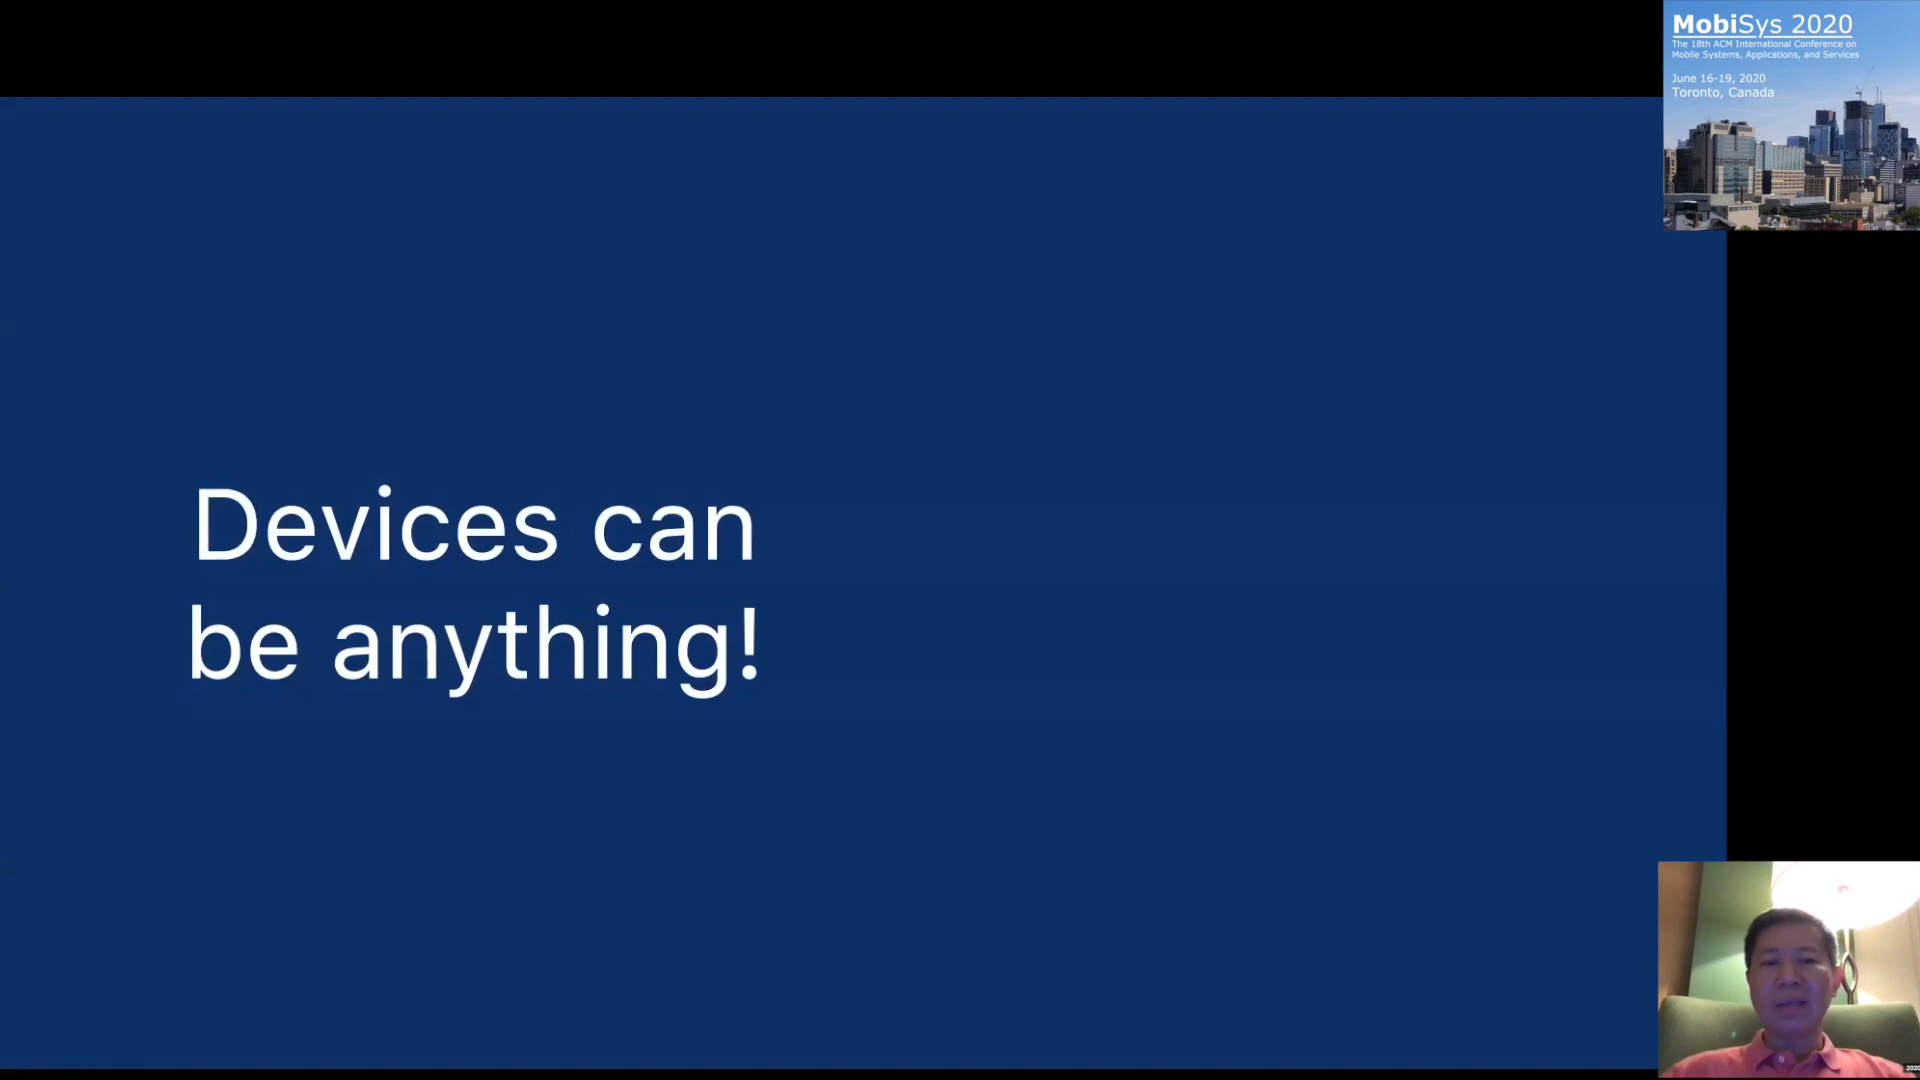 MobiSys 2020
The 18th ACM International Conference on
Mobile Systems, Applications, and Services
June 16-19, 2020
Toronto, Canada
Devices can
be anything!
2020